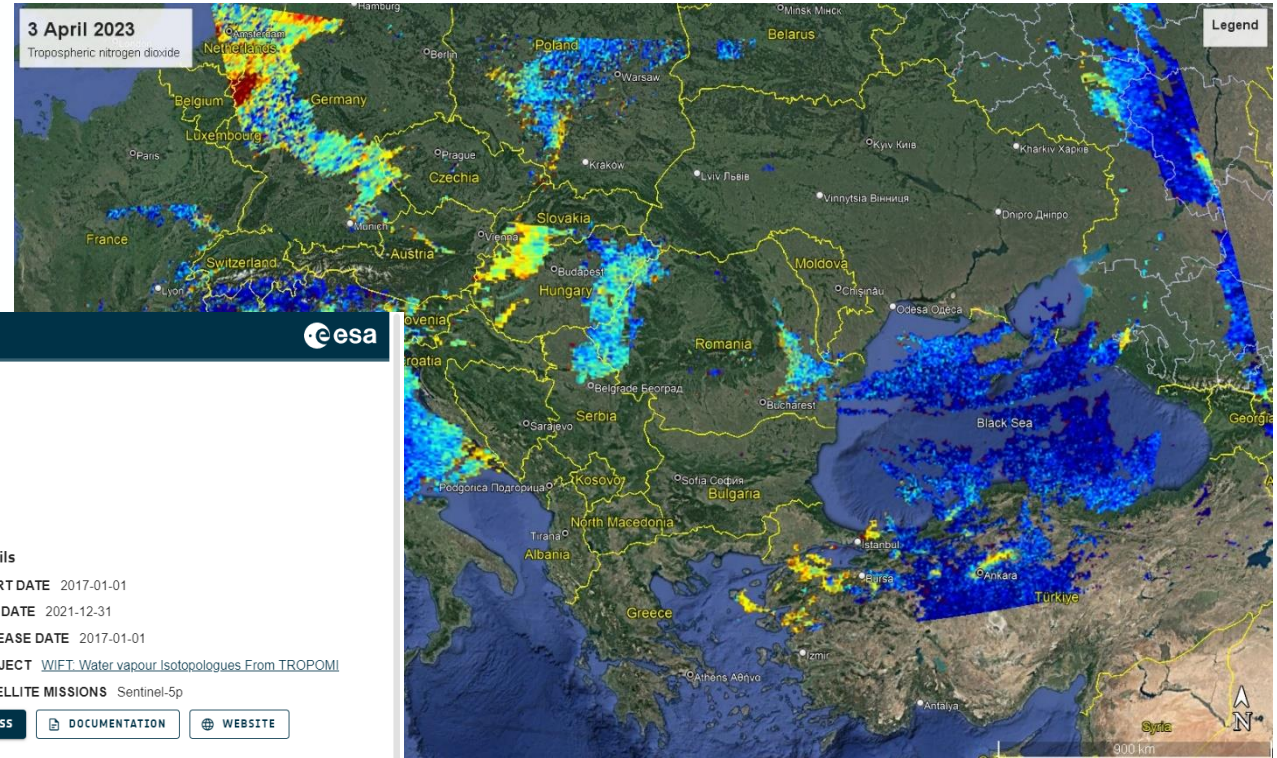 3 April 2023
Tropospheric nitrogen dioxide
Legend
Hamburg
Minsk Мінск
Amsterdam
Netherlands
Berlin
Poland
Belarus
Warsaw
Belgium
Germany
Luxembourg
Paris
Prague
Kraków
Kyiv Київ
Kharkiv Харків
Czechia
Lviv Львів
Vinnytsia Вінниця
Dnipro Дніпро
Slovakia
Munich
Vienna
France
Austria
Switzerland
Budapest
Moldova
Lyon
Hungary
Chișinău
Odesa Одеса
ovenia
esa
Romania
roatia
Belgrade Београд
Bucharest
Serbia
Black Sea
Georgia
Sarajevo
Podgorica Подгорица
Kosovo
Sofia София
Bulgaria
North Macedonia
Tirana
Albania
Istanbul
Bursa
Ankara
Türkiye
Greece
Izmir
Athens Αθήνα
Antalya
Syria
N
900 km
ils
RT DATE 2017-01-01
DATE 2021-12-31
EASE DATE 2017-01-01
JECT WIFT: Water vapour Isotopologues From TROPOMI
ELLITE MISSIONS Sentinel-5p
SS DOCUMENTATION WEBSITE